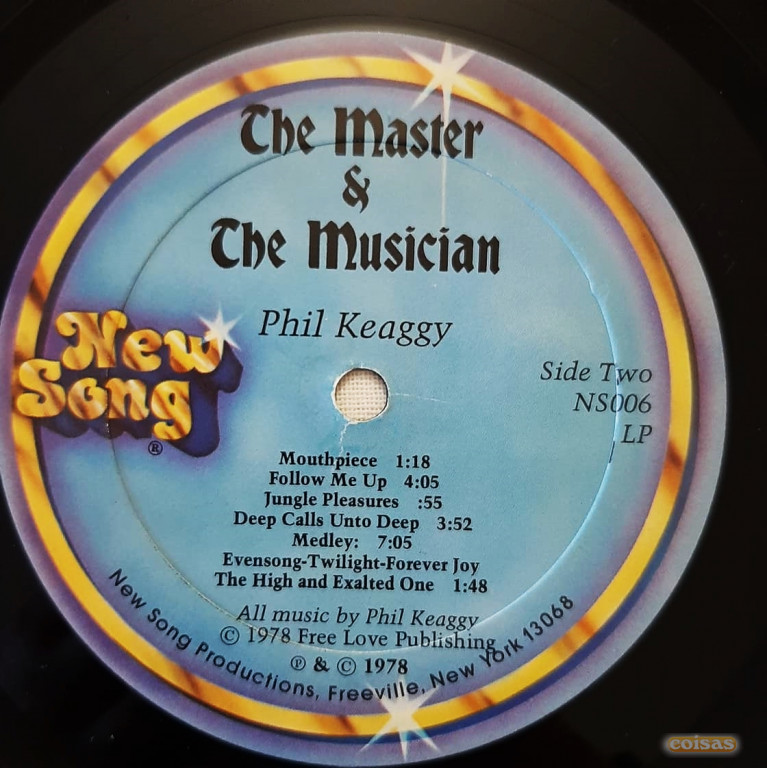 The Master
&
The Musician
Phil Keaggy
New
Song
®
Side Two
NS006
LP
Mouthpiece 1:18
Follow Me Up 4:05
Jungle Pleasures :55
Deep Calls Unto Deep 3:52
Medley: 7:05
Evensong-Twilight-Forever Joy
The High and Exalted One 1:48
All music by Phil Keaggy
© 1978 Free Love Publishing
℗ & © 1978
New Song Productions, Freeville, New York 13068
coisas